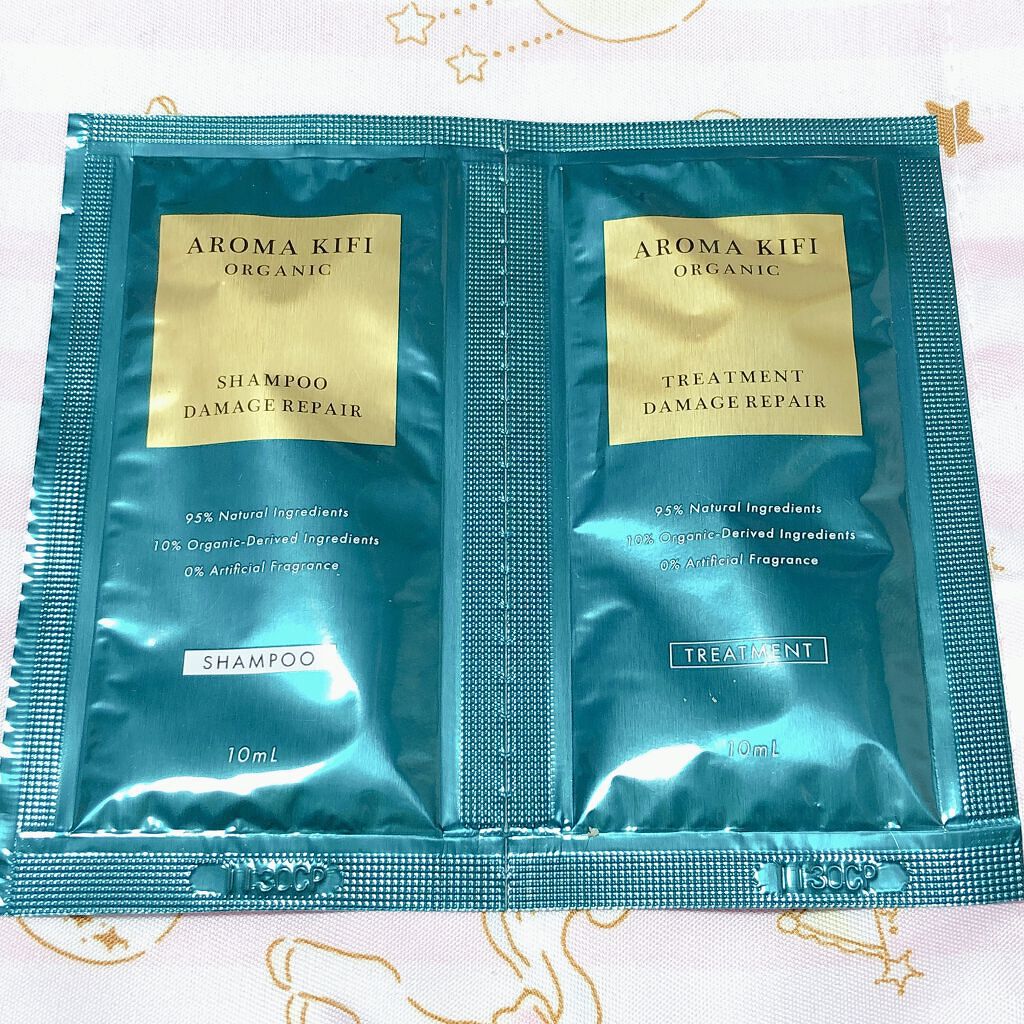 AROMA KIFI
ORGANIC
SHAMPOO
DAMAGE REPAIR
95% Natural Ingredients
10% Organic-Derived Ingredients
0% Artificial Fragrance
SHAMPOO
10mL
AROMA KIFI
ORGANIC
TREATMENT
DAMAGE REPAIR
95% Natural Ingredients
10% Organic-Derived Ingredients
0% Artificial Fragrance
TREATMENT
10mL